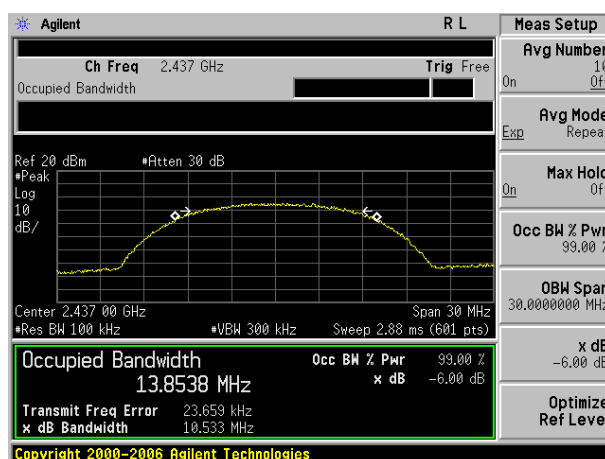 Agilent R L Meas Setup
Ch Freq 2.437 GHz Trig Free
Occupied Bandwidth
Avg Number
10
On Off
Avg Mode
Exp Repeat
Ref 20 dBm #Atten 30 dB
#Peak
Log
10
dB/
Max Hold
On Off
Occ BW % Pwr
99.00 %
Center 2.437 00 GHz Span 30 MHz
#Res BW 100 kHz #VBW 300 kHz Sweep 2.88 ms (601 pts)
OBW Span
30.0000000 MHz
Occupied Bandwidth Occ BW % Pwr 99.00 %
13.8538 MHz x dB -6.00 dB
Transmit Freq Error 23.659 kHz
x dB Bandwidth 10.533 MHz
x dB
-6.00 dB
Optimize
Ref Level
Copyright 2000-2006 Agilent Technologies